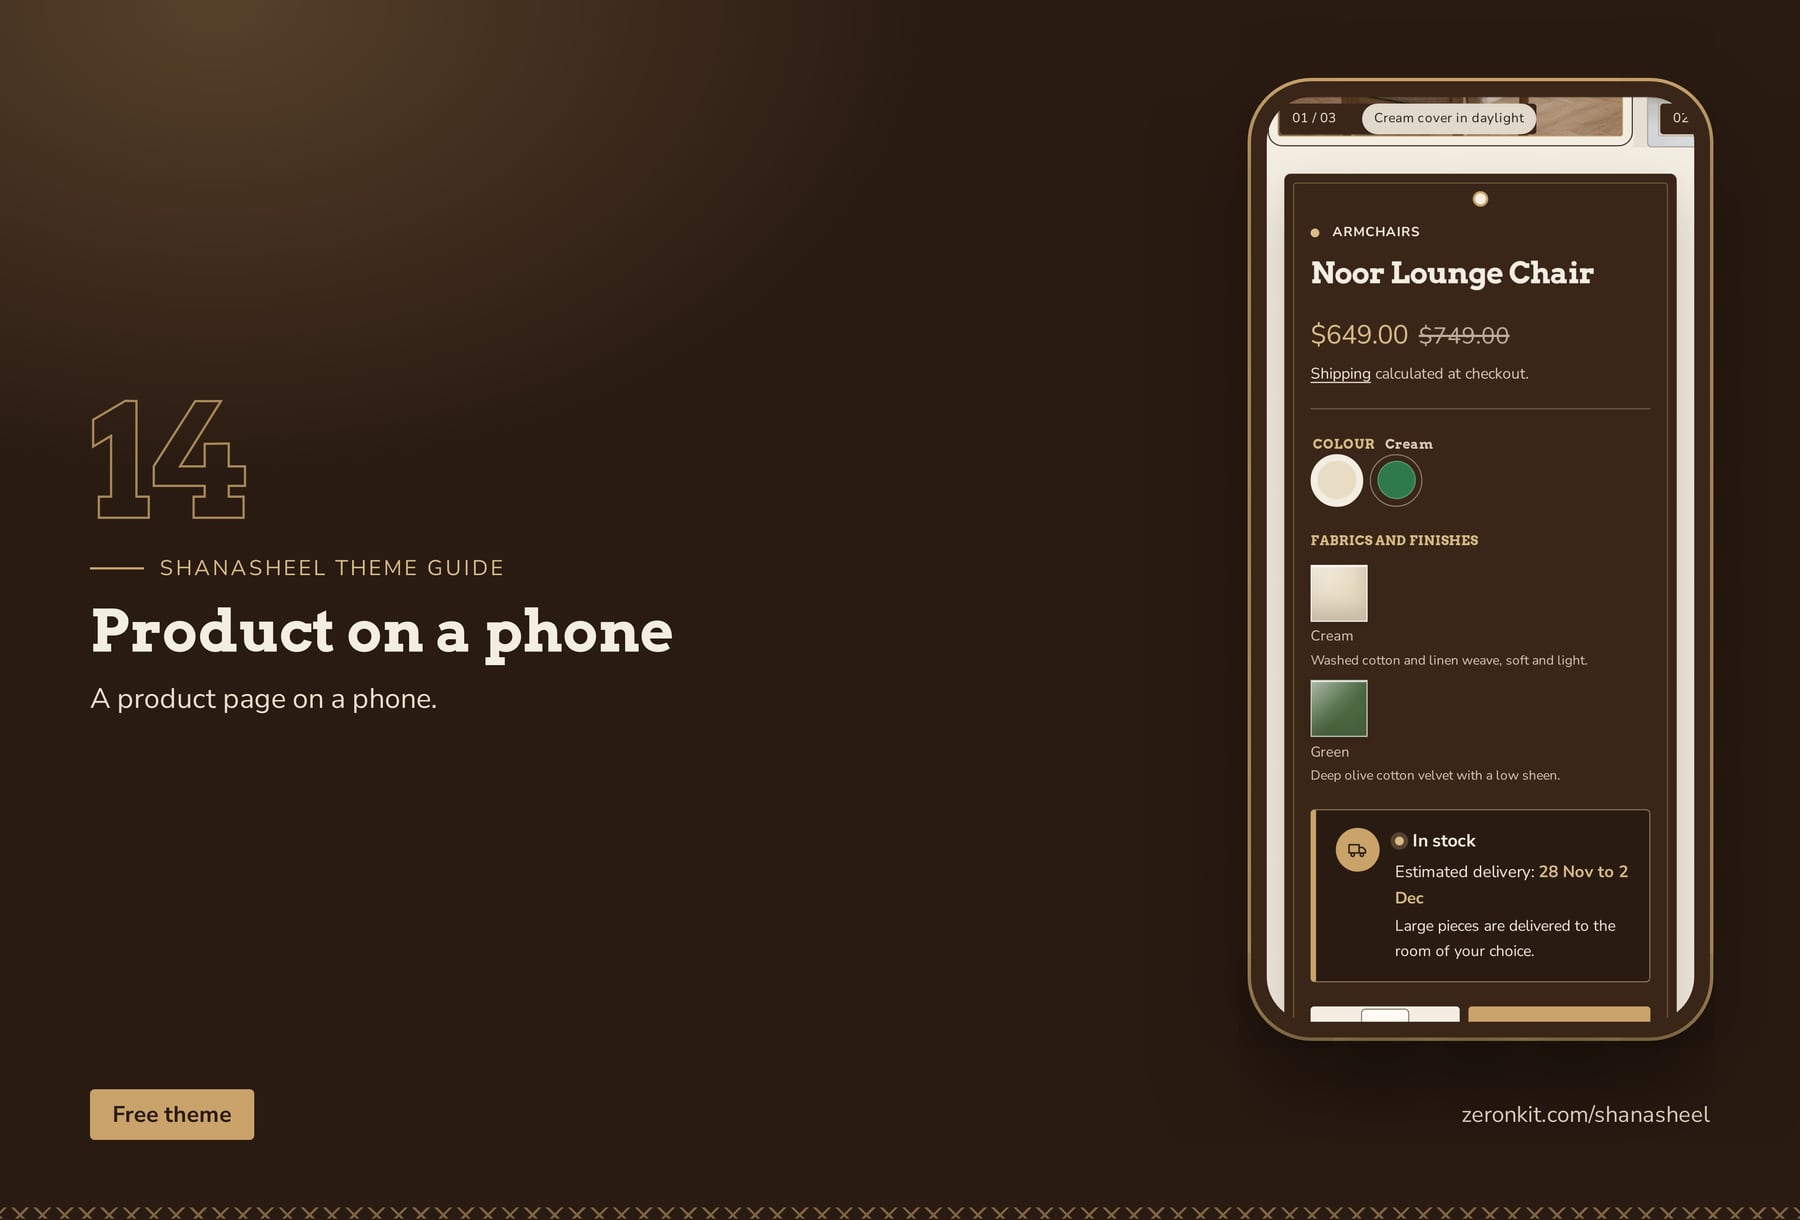 14
SHANASHEEL THEME GUIDE
Product on a phone
A product page on a phone.
Free theme
01 / 03
Cream cover in daylight
02
ARMCHAIRS
Noor Lounge Chair
$649.00 $749.00
Shipping calculated at checkout.
COLOUR Cream
FABRICS AND FINISHES
Cream
Washed cotton and linen weave, soft and light.
Green
Deep olive cotton velvet with a low sheen.
In stock
Estimated delivery: 28 Nov to 2
Dec
Large pieces are delivered to the
room of your choice.
zeronkit.com/shanasheel